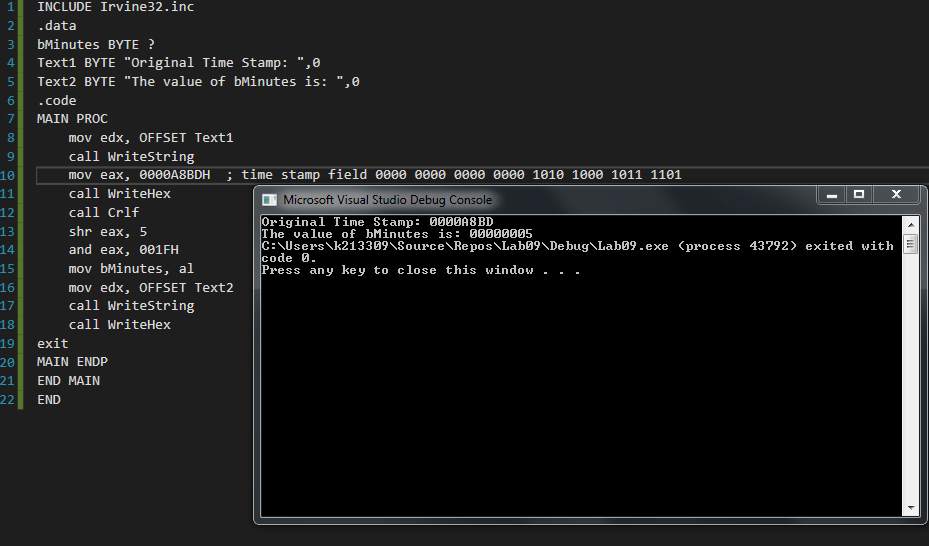 1 INCLUDE Irvine32.inc
2 .data
3 bMinutes BYTE ?
4 Text1 BYTE "Original Time Stamp: ",0
5 Text2 BYTE "The value of bMinutes is: ",0
6 .code
7 MAIN PROC
8 mov edx, OFFSET Text1
9 call WriteString
10 mov eax, 0000A8BDH ; time stamp field 0000 0000 0000 0000 1010 1000 1011 1101
11 call WriteHex
12 call Crlf
13 shr eax, 5
14 and eax, 001FH
15 mov bMinutes, al
16 mov edx, OFFSET Text2
17 call WriteString
18 call WriteHex
19 exit
20 MAIN ENDP
21 END MAIN
22 END
Microsoft Visual Studio Debug Console
Original Time Stamp: 0000A8BD
The value of bMinutes is: 00000005
C:\Users\k213309\Source\Repos\Lab09\Debug\Lab09.exe (process 43792) exited with
code 0.
Press any key to close this window . . .